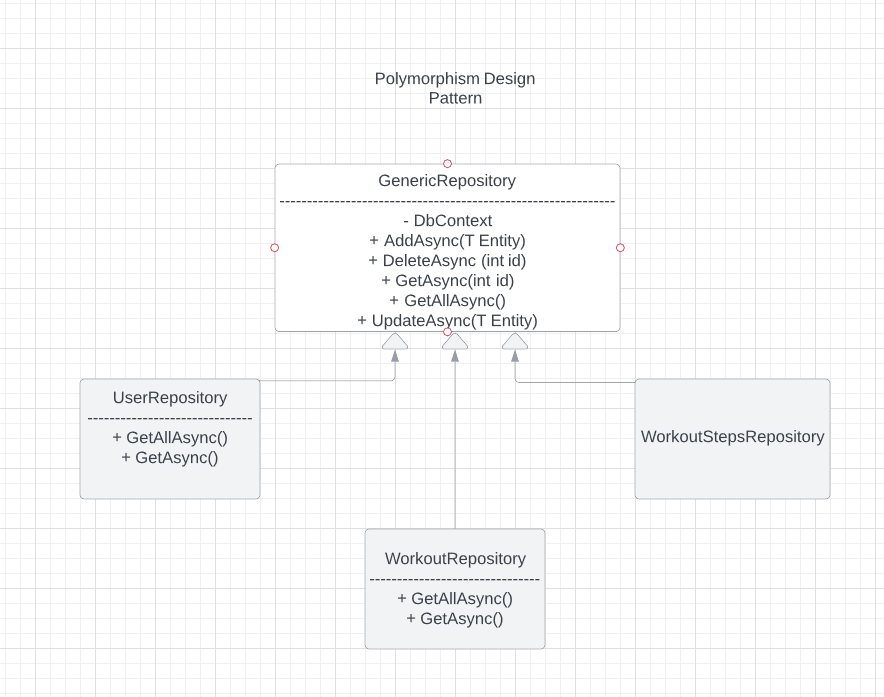 Polymorphism Design
Pattern
GenericRepository
- DbContext
+ AddAsync(T Entity)
+ DeleteAsync (int id)
+ GetAsync(int id)
+ GetAllAsync()
+ UpdateAsync(T Entity)
UserRepository
+ GetAllAsync()
+ GetAsync()
WorkoutStepsRepository
WorkoutRepository
+ GetAllAsync()
+ GetAsync()